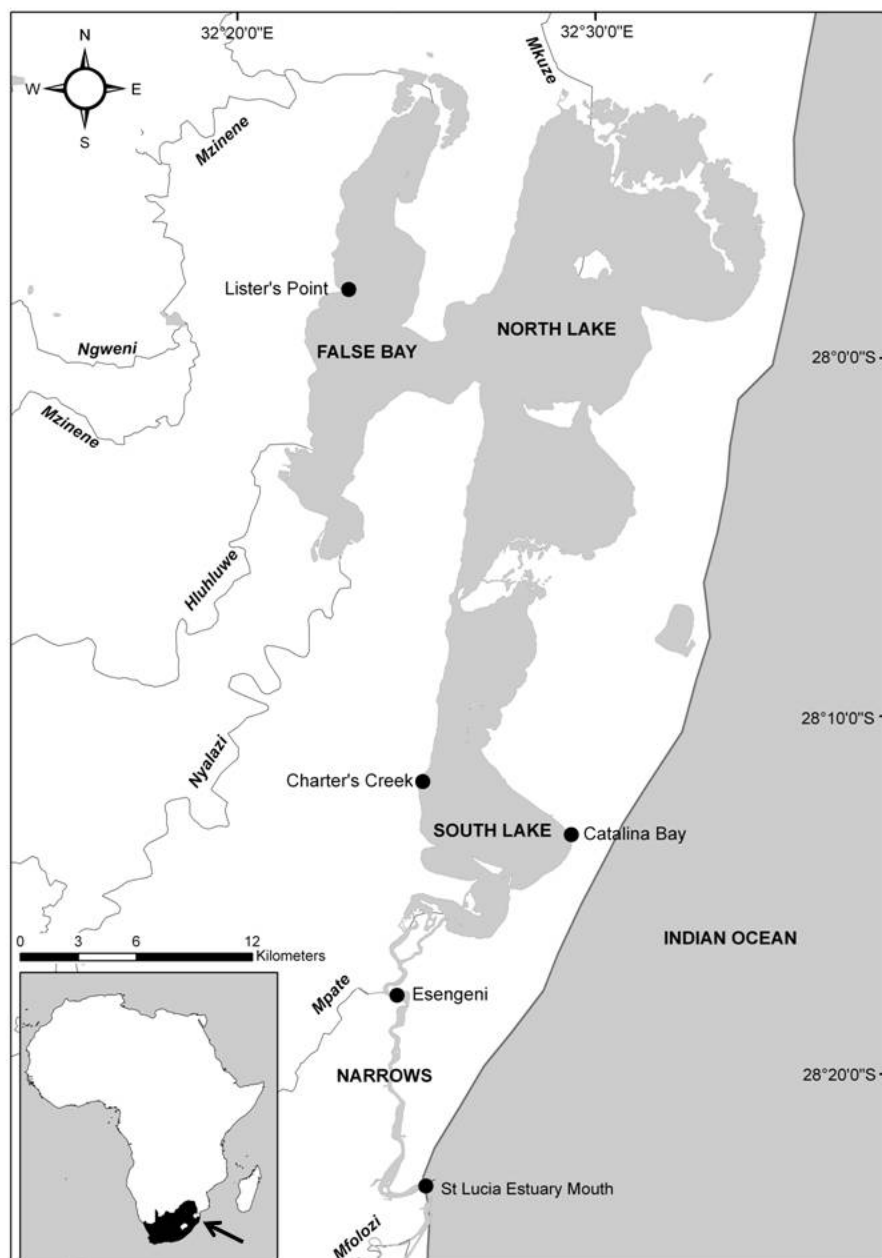 32°20'0"E
32°30'0"E
N
W
E
S
Mkuze
Mzinene
Lister's Point
NORTH LAKE
FALSE BAY
Ngweni
28°0'0"S
Mzinene
Hluhluwe
28°10'0"S
Nyalazi
Charter's Creek
SOUTH LAKE
Catalina Bay
INDIAN OCEAN
0 3 6 12
Kilometers
Mpate
Esengeni
NARROWS
28°20'0"S
St Lucia Estuary Mouth
Mfolozi